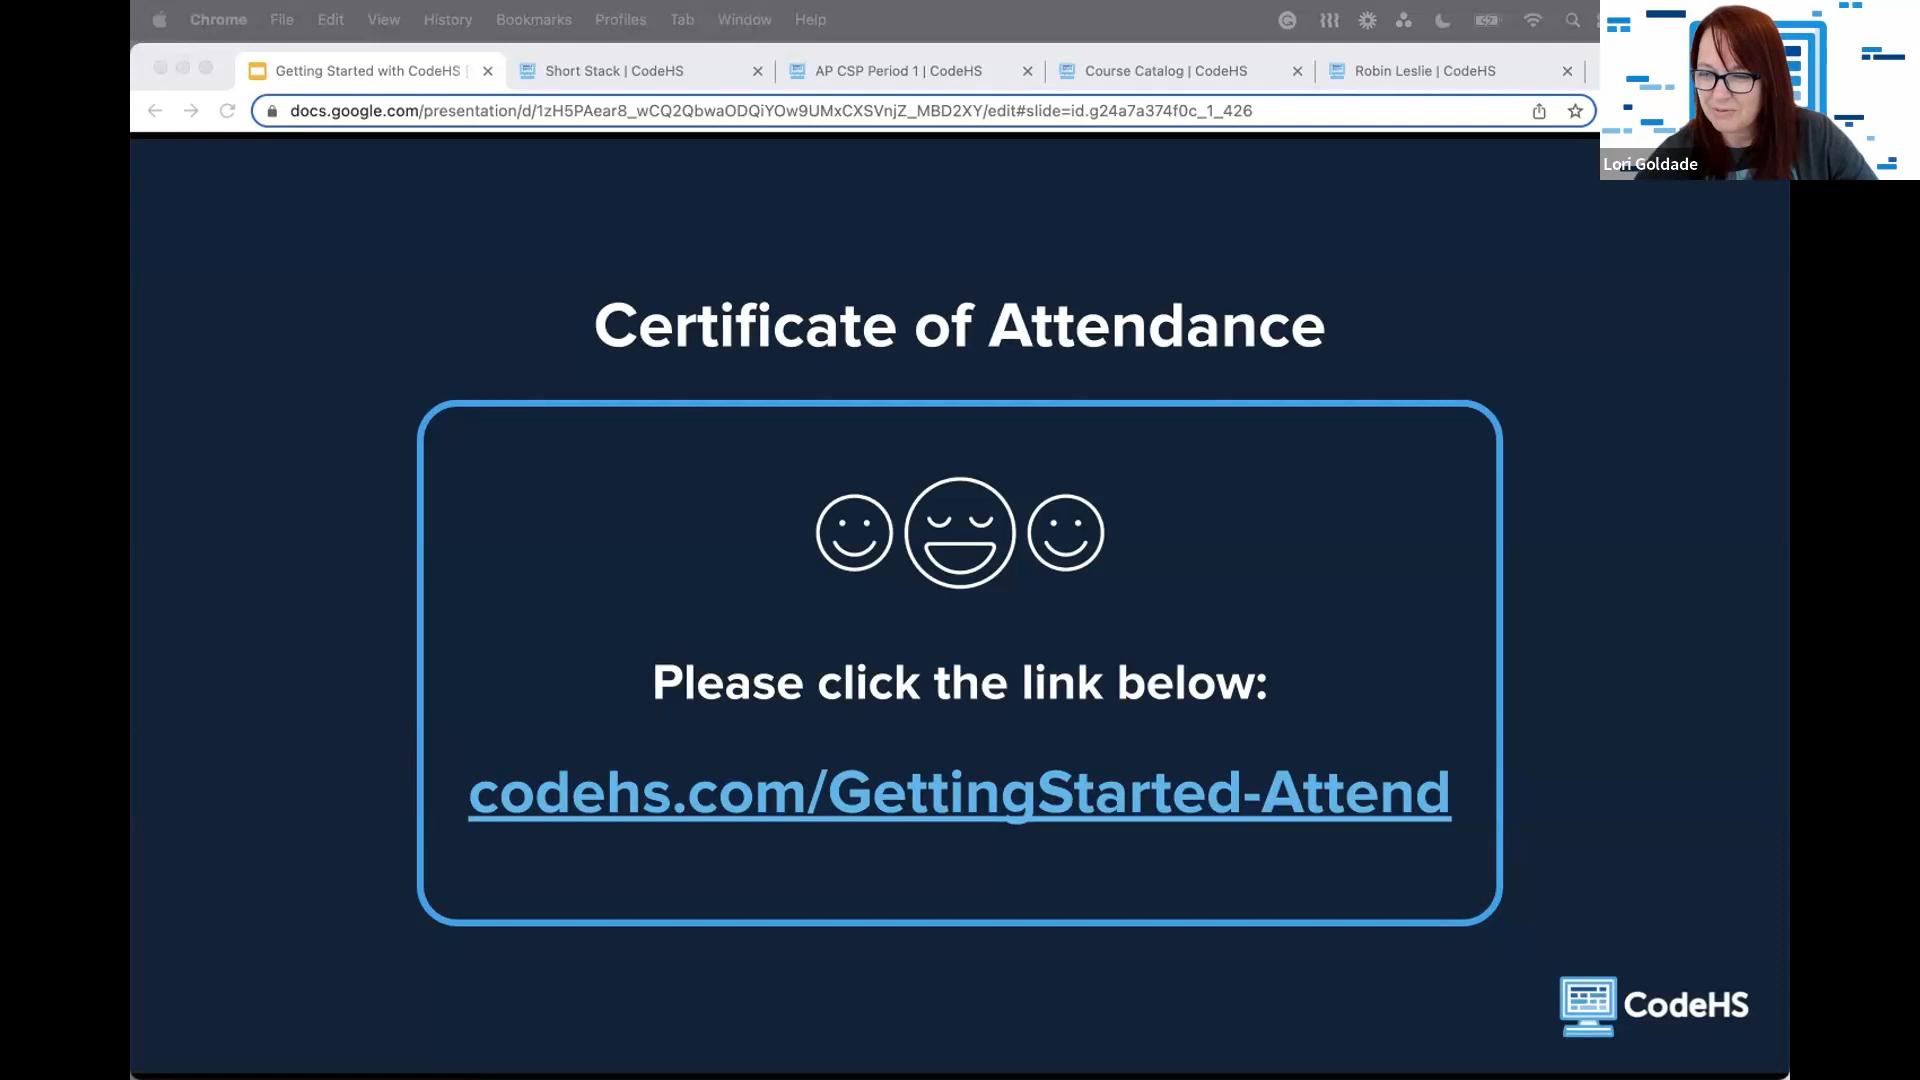 Chrome File Edit View History Bookmarks Profiles Tab Window Help
Getting Started with CodeHS
Short Stack | CodeHS
AP CSP Period 1 | CodeHS
Course Catalog | CodeHS
Robin Leslie | CodeHS
docs.google.com/presentation/d/1zH5PAear8_wCQ2QbwaODQiYOw9UMxCXSVnjZ_MBD2XY/edit#slide=id.g24a7a374f0c_1_426
Lori Goldade
Certificate of Attendance
Please click the link below:
codehs.com/GettingStarted-Attend
CodeHS